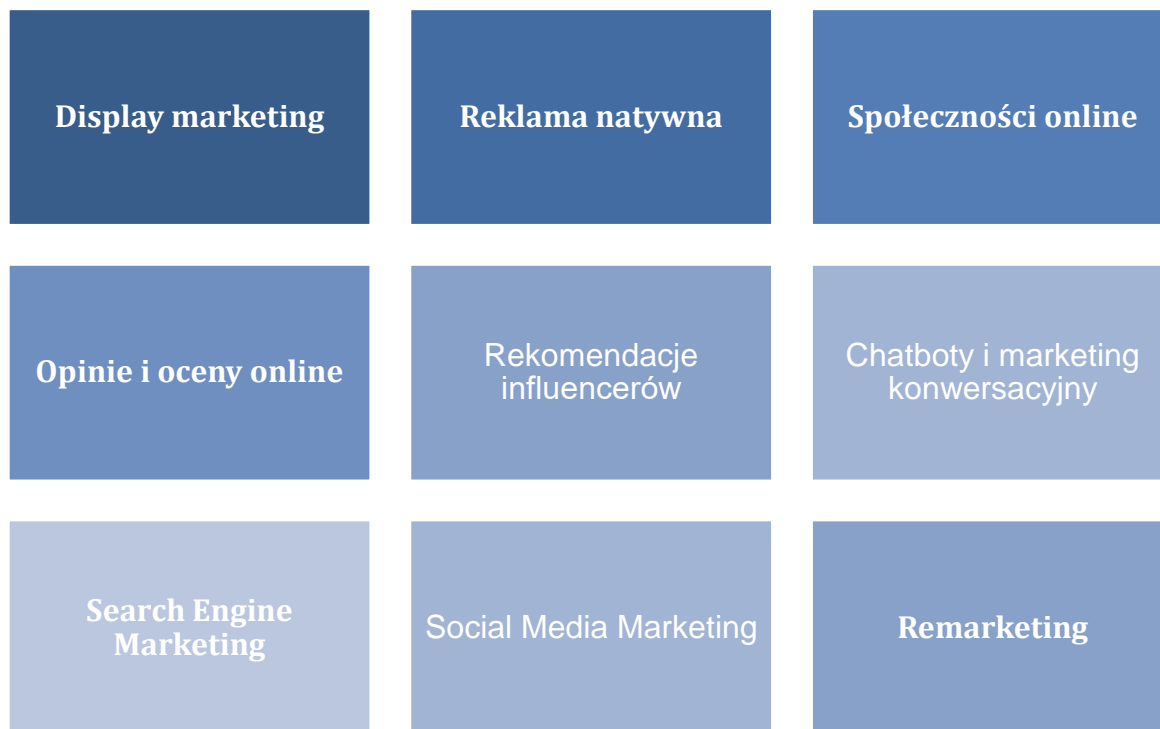 Display marketing
Reklama natywna
Społeczności online
Opinie i oceny online
Rekomendacje
influencerów
Chatboty i marketing
konwersacyjny
Search Engine
Marketing
Social Media Marketing
Remarketing